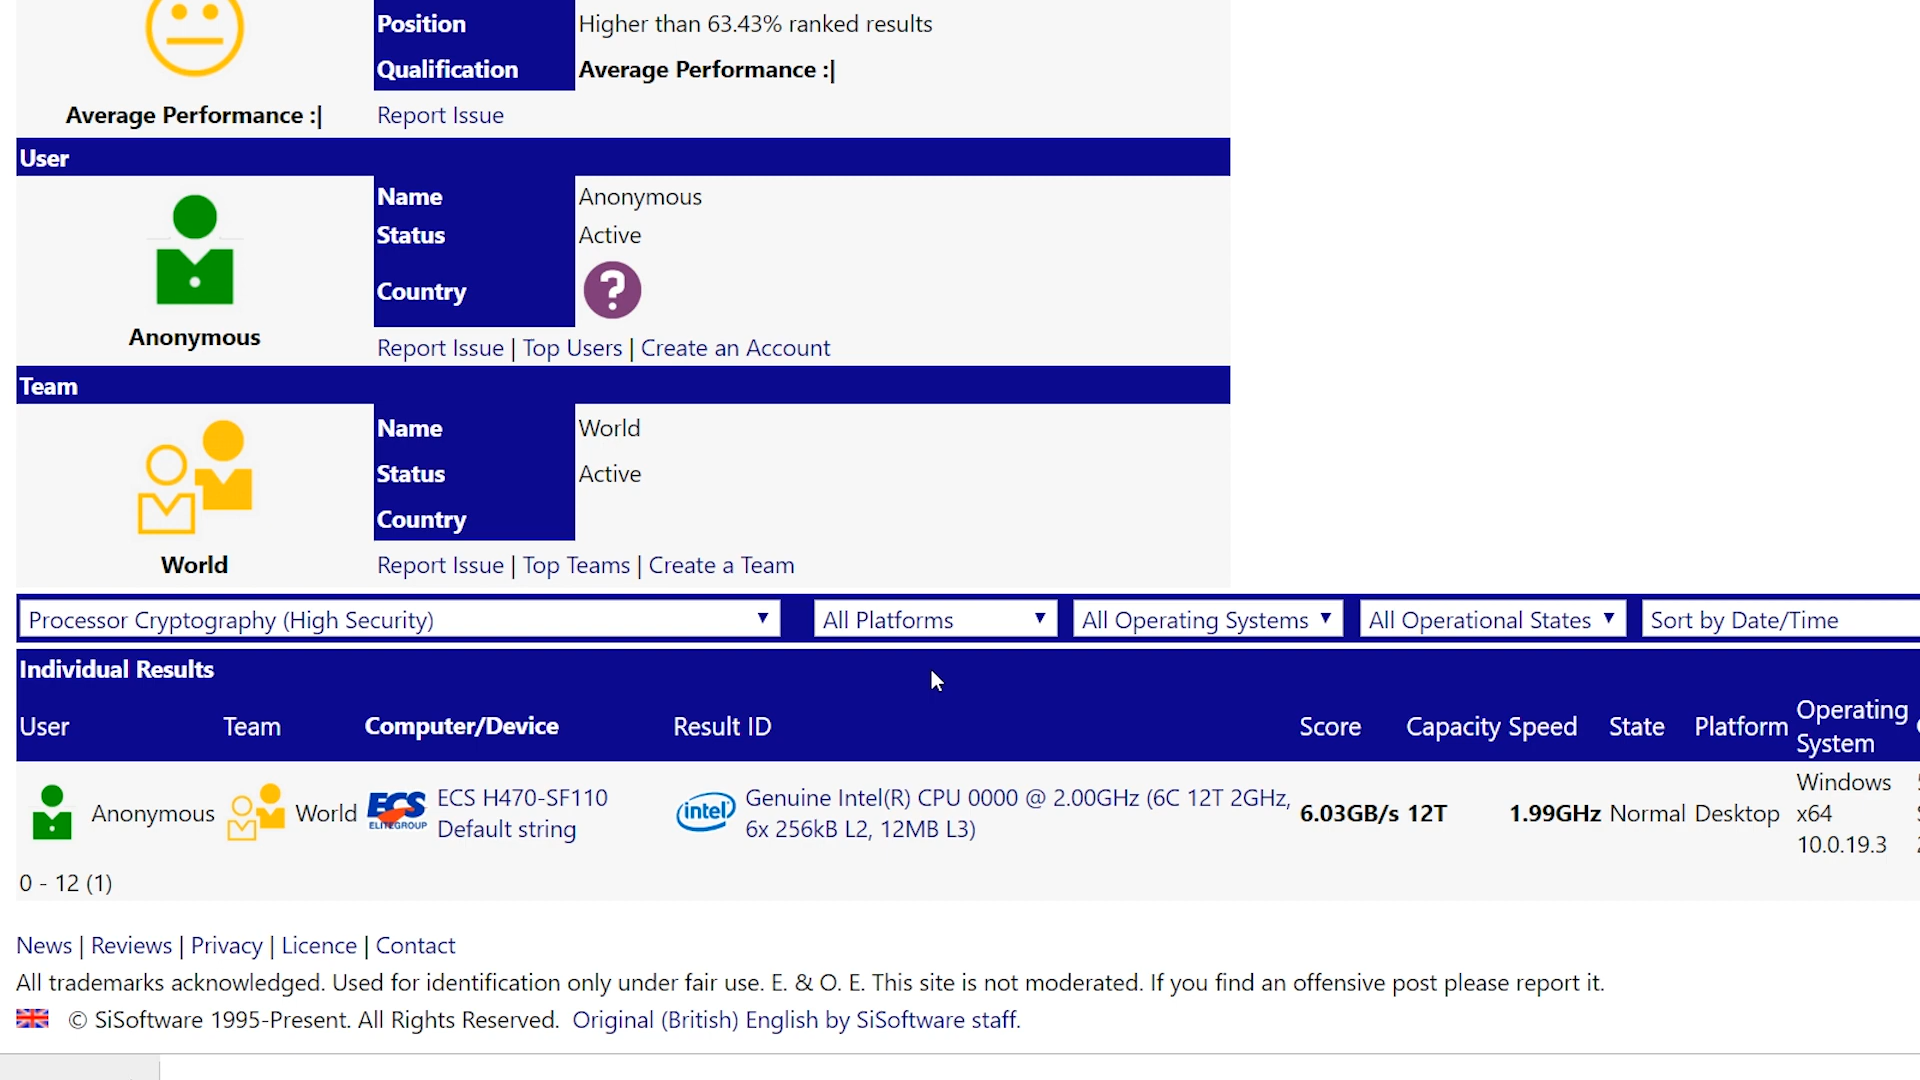 Position Higher than 63.43% ranked results
Qualification Average Performance :|
Average Performance :| Report Issue
User
Name Anonymous
Status Active
Country ?
Anonymous
Report Issue | Top Users | Create an Account
Team
Name World
Status Active
Country
World Report Issue | Top Teams | Create a Team
Processor Cryptography (High Security) All Platforms All Operating Systems All Operational States Sort by Date/Time
Individual Results
User Team Computer/Device Result ID Score Capacity Speed State Platform Operating System
Anonymous World ECS ELITEGROUP ECS H470-SF110 Default string intel Genuine Intel(R) CPU 0000 @ 2.00GHz (6C 12T 2GHz, 6x 256kB L2, 12MB L3) 6.03GB/s 12T 1.99GHz Normal Desktop Windows x64 10.0.19.3
0 - 12 (1)
News | Reviews | Privacy | Licence | Contact
All trademarks acknowledged. Used for identification only under fair use. E. & O. E. This site is not moderated. If you find an offensive post please report it.
© SiSoftware 1995-Present. All Rights Reserved. Original (British) English by SiSoftware staff.